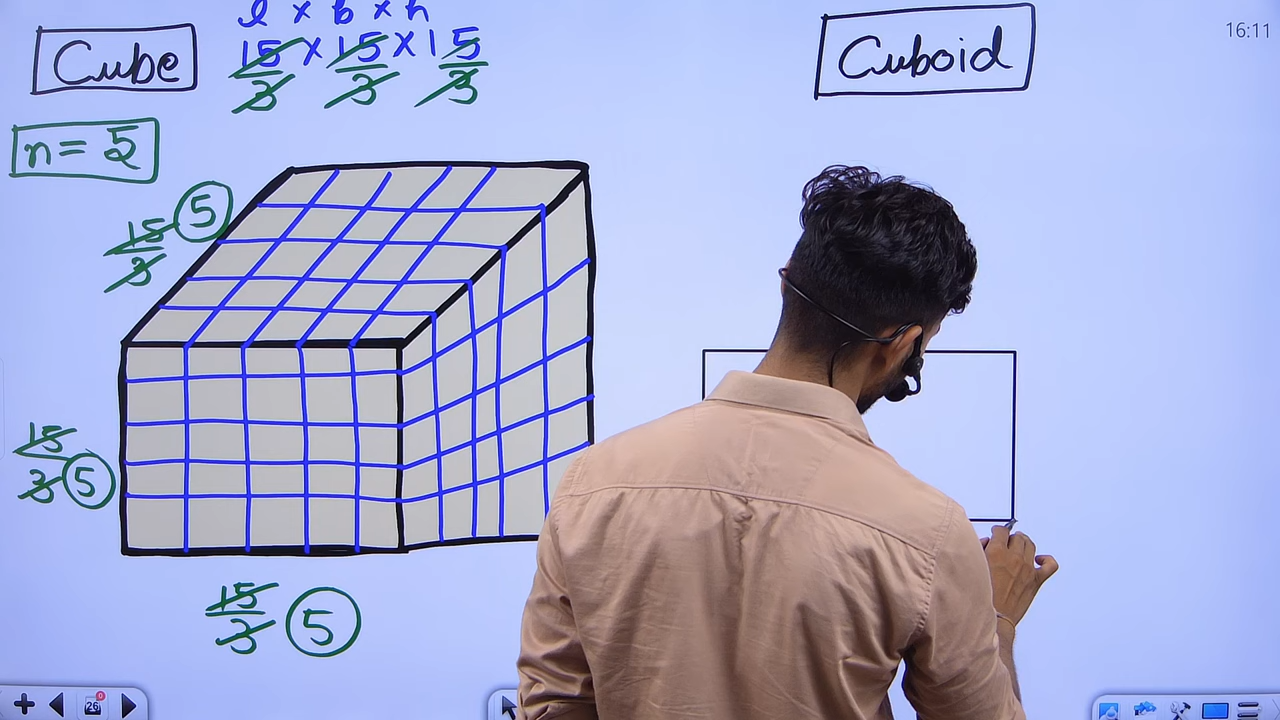 l × b × h
Cube
15/3 × 15/3 × 15/3
n = 5
15/3 5
15/3 5
15/3 5
Cuboid
16:11
26
0